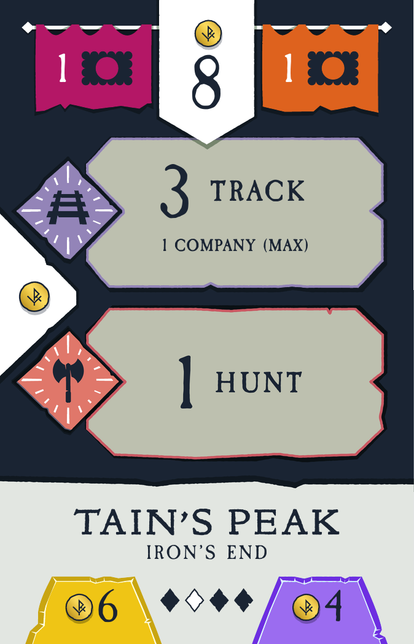 1
8
1
3 TRACK
1 COMPANY (MAX)
1 HUNT
TAIN'S PEAK
IRON'S END
6
4